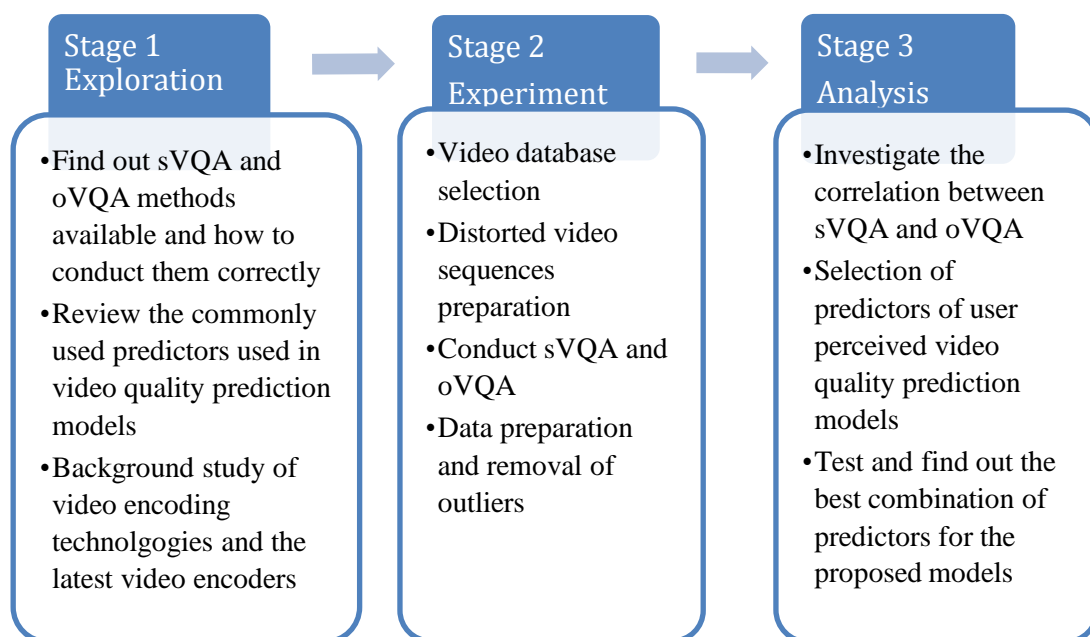 Stage 1
Exploration
•Find out sVQA and
oVQA methods
available and how to
conduct them correctly
•Review the commonly
used predictors used in
video quality prediction
models
•Background study of
video encoding
technolgogies and the
latest video encoders
Stage 2
Experiment
•Video database
selection
•Distorted video
sequences
preparation
•Conduct sVQA and
oVQA
•Data preparation
and removal of
outliers
Stage 3
Analysis
•Investigate the
correlation between
sVQA and oVQA
•Selection of
predictors of user
perceived video
quality prediction
models
•Test and find out the
best combination of
predictors for the
proposed models